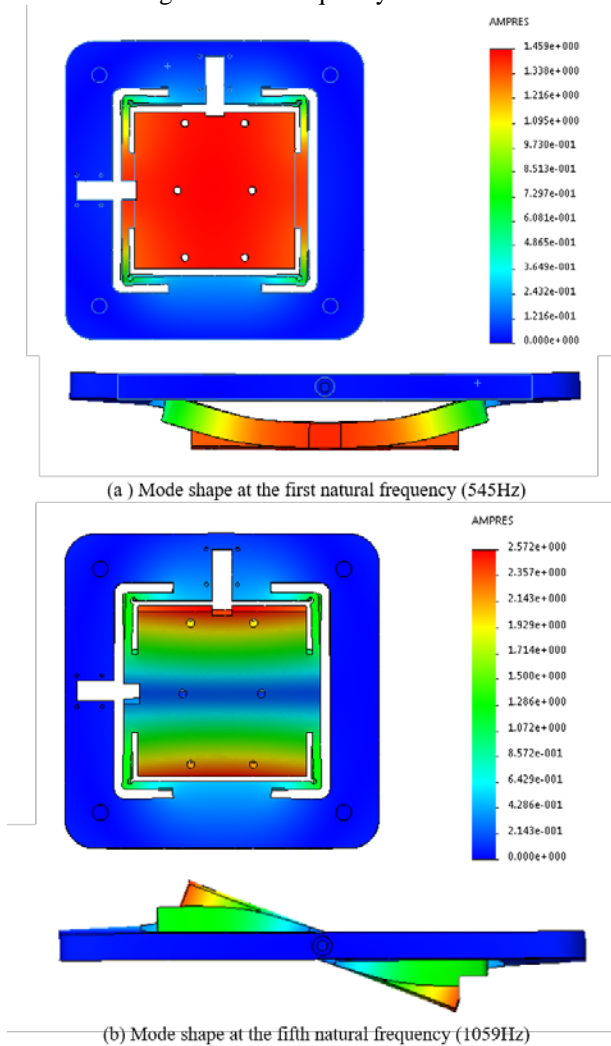 AMPRES
1.459e+000
1.338e+000
1.216e+000
1.095e+000
9.730e-001
8.513e-001
7.297e-001
6.081e-001
4.865e-001
3.649e-001
2.432e-001
1.216e-001
0.000e+000
(a ) Mode shape at the first natural frequency (545Hz)
AMPRES
2.572e+000
2.357e+000
2.143e+000
1.929e+000
1.714e+000
1.500e+000
1.286e+000
1.072e+000
8.572e-001
6.429e-001
4.286e-001
2.143e-001
0.000e+000
(b) Mode shape at the fifth natural frequency (1059Hz)